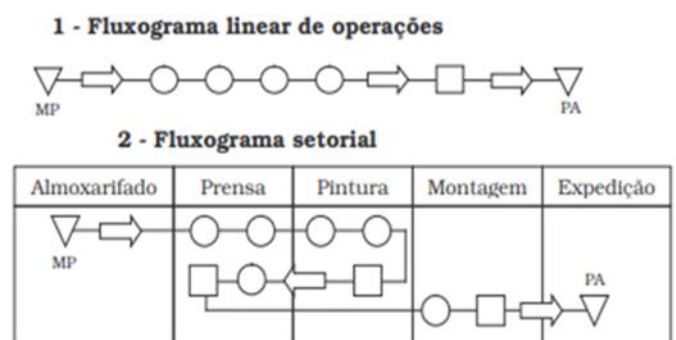 1 - Fluxograma linear de operações
MP
PA
2 - Fluxograma setorial
Almoxarifado Prensa Pintura Montagem Expedição
MP
PA